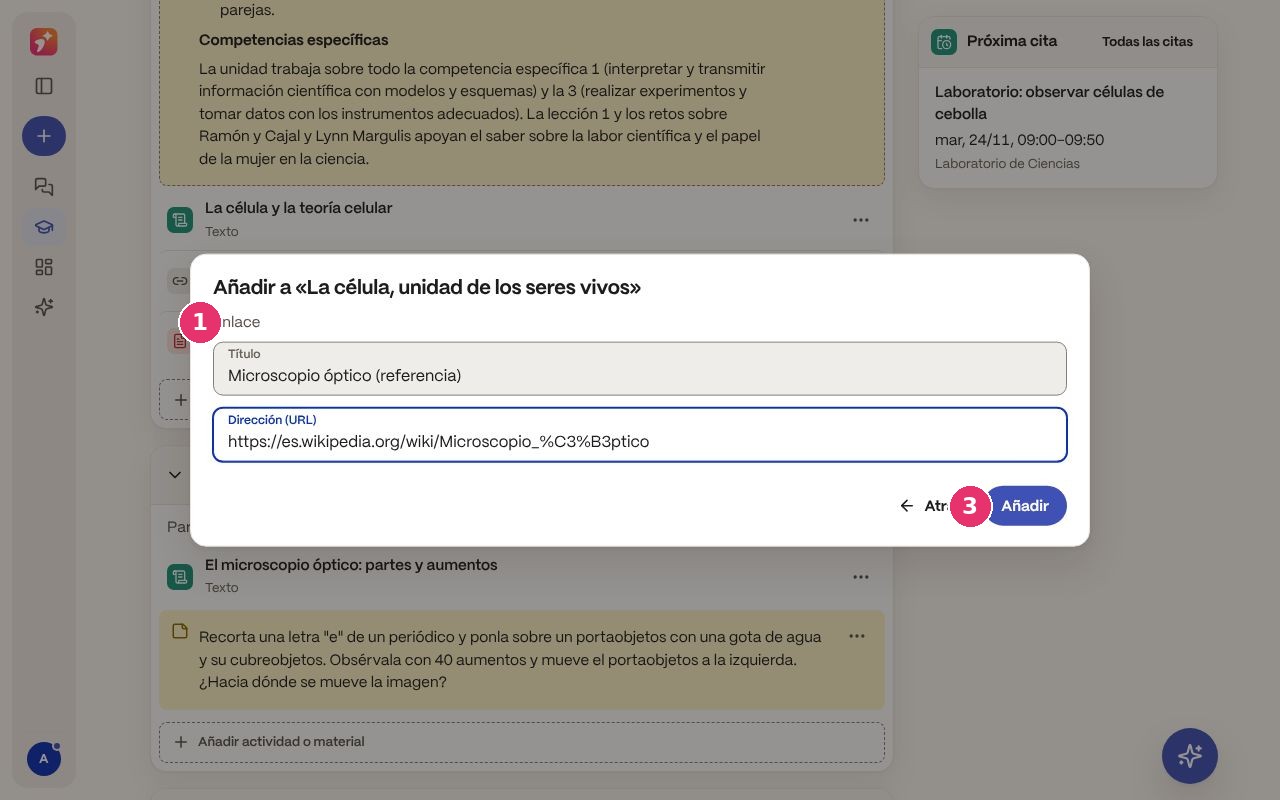 parejas.
Competencias específicas
La unidad trabaja sobre todo la competencia específica 1 (interpretar y transmitir
información científica con modelos y esquemas) y la 3 (realizar experimentos y
tomar datos con los instrumentos adecuados). La lección 1 y los retos sobre
Ramón y Cajal y Lynn Margulis apoyan el saber sobre la labor científica y el papel
de la mujer en la ciencia.
La célula y la teoría celular
Texto
Próxima cita
Todas las citas
Laboratorio: observar células de
cebolla
mar, 24/11, 09:00–09:50
Laboratorio de Ciencias
Añadir a «La célula, unidad de los seres vivos»
1
Título
Microscopio óptico (referencia)
Dirección (URL)
https://es.wikipedia.org/wiki/Microscopio_%C3%B3ptico
3
Añadir
El microscopio óptico: partes y aumentos
Texto
Recorta una letra "e" de un periódico y ponla sobre un portaobjetos con una gota de agua
y su cubreobjetos. Obsérvala con 40 aumentos y mueve el portaobjetos a la izquierda.
¿Hacia dónde se mueve la imagen?
Añadir actividad o material
A